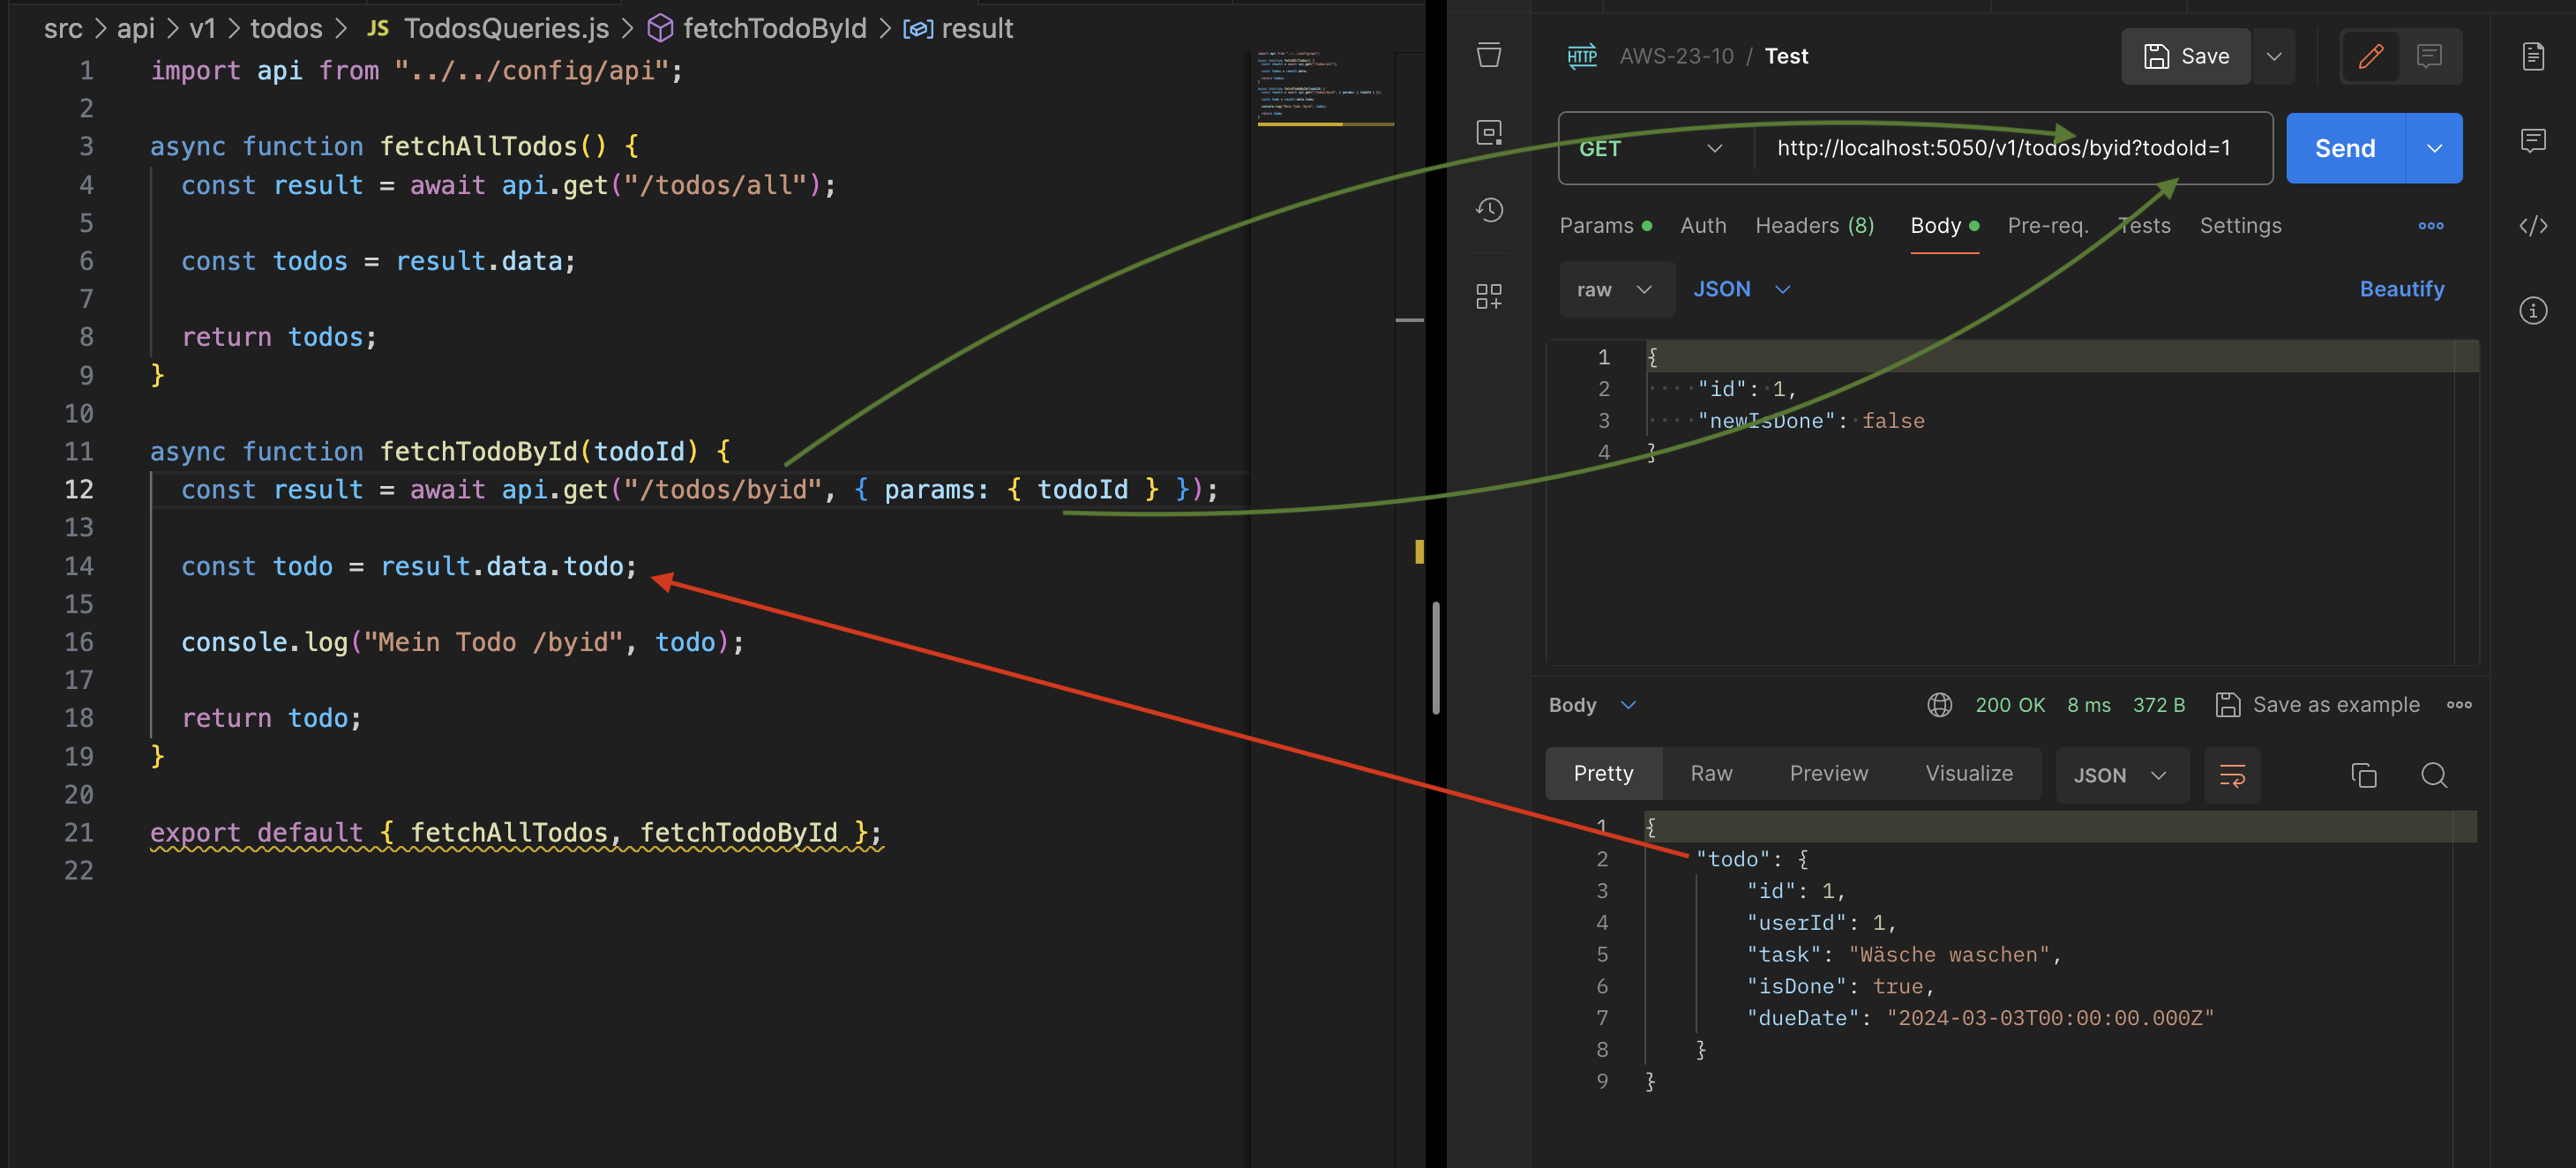 src > api > v1 > todos > JS TodosQueries.js > fetchTodoById > result
1 import api from "../../config/api";
2
3 async function fetchAllTodos() {
4 const result = await api.get("/todos/all");
5
6 const todos = result.data;
7
8 return todos;
9 }
10
11 async function fetchTodoById(todoId) {
12 const result = await api.get("/todos/byid", { params: { todoId } });
13
14 const todo = result.data.todo;
15
16 console.log("Mein Todo /byid", todo);
17
18 return todo;
19 }
20
21 export default { fetchAllTodos, fetchTodoById };
22
HTTP AWS-23-10 / Test
Save
GET http://localhost:5050/v1/todos/byid?todoId=1
Send
Params Auth Headers (8) Body Pre-req. Tests Settings
raw JSON Beautify
1 {
2 "id": 1,
3 "newIsDone": false
4 }
Body 200 OK 8 ms 372 B Save as example
Pretty Raw Preview Visualize JSON
1 {
2 "todo": {
3 "id": 1,
4 "userId": 1,
5 "task": "Wäsche waschen",
6 "isDone": true,
7 "dueDate": "2024-03-03T00:00:00.000Z"
8 }
9 }